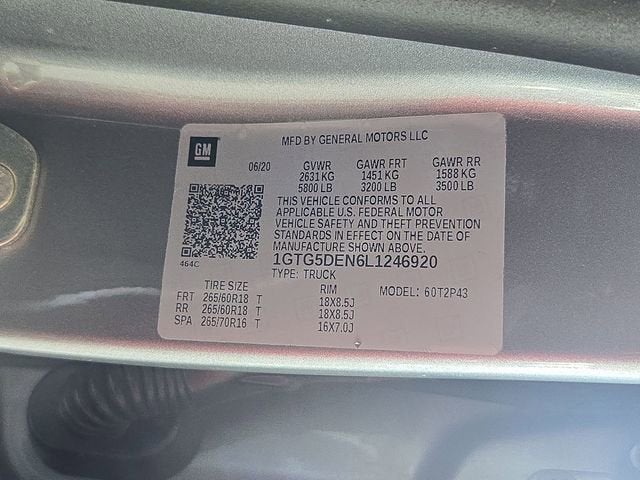 GM
MFD BY GENERAL MOTORS LLC
06/20 GVWR GAWR FRT GAWR RR
2631 KG 1451 KG 1588 KG
5800 LB 3200 LB 3500 LB
THIS VEHICLE CONFORMS TO ALL
APPLICABLE U.S. FEDERAL MOTOR
VEHICLE SAFETY AND THEFT PREVENTION
STANDARDS IN EFFECT ON THE DATE OF
MANUFACTURE SHOWN ABOVE.
464C
1GTG5DEN6L1246920
TYPE: TRUCK
TIRE SIZE RIM MODEL: 60T2P43
FRT 265/60R18 T 18X8.5J
RR 265/60R18 T 18X8.5J
SPA 265/70R16 T 16X7.0J